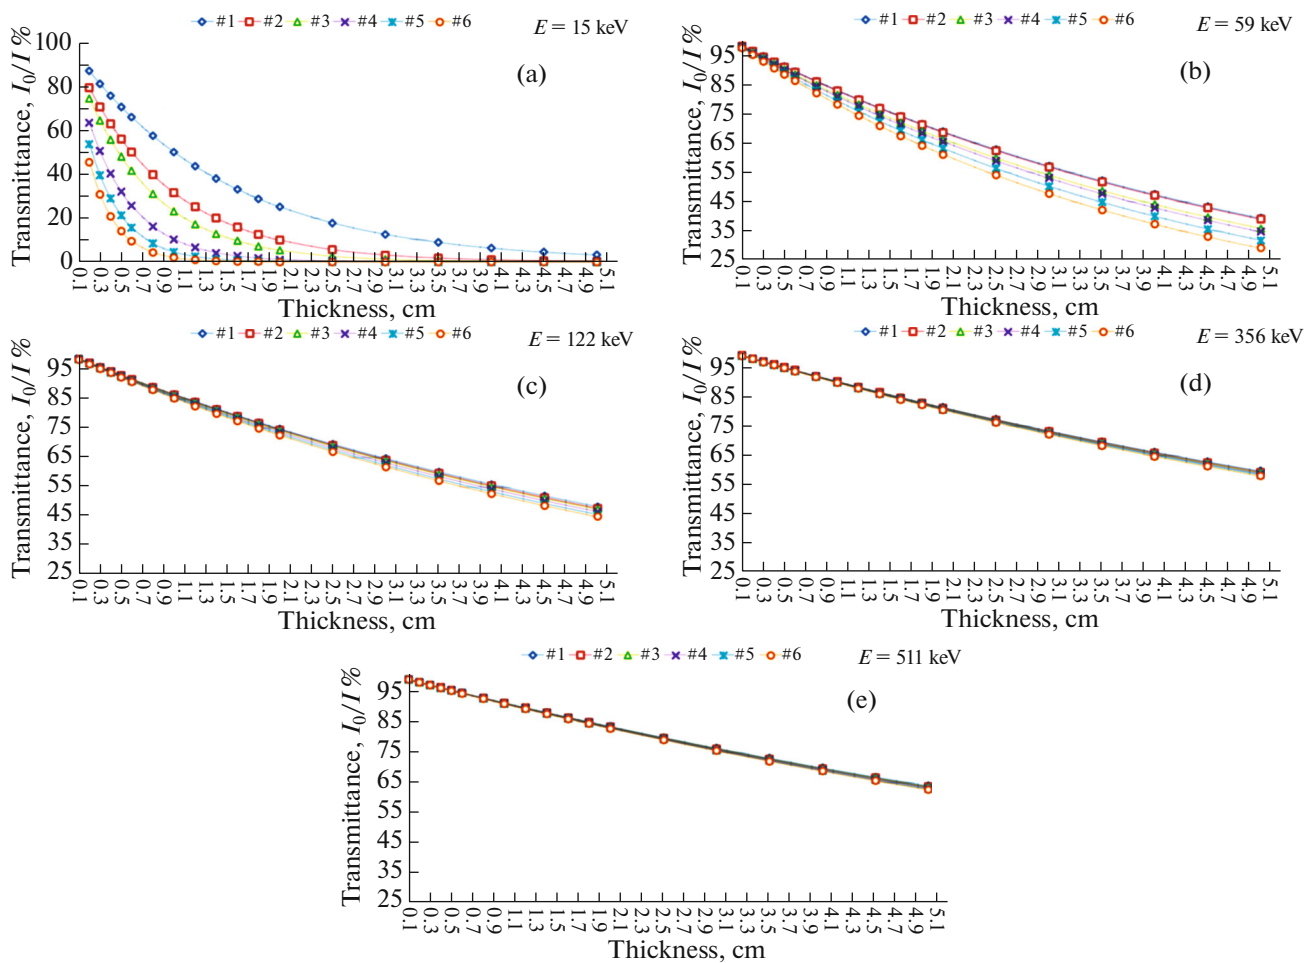 #1 #2 #3 #4 #5 #6 E = 15 keV
(a)
Transmittance, I0/I %
100
80
60
40
20
0
0.1 0.3 0.5 0.7 0.9 1.1 1.3 1.5 1.7 1.9 2.1 2.3 2.5 2.7 2.9 3.1 3.3 3.5 3.7 3.9 4.1 4.3 4.5 4.7 4.9 5.1
Thickness, cm
#1 #2 #3 #4 #5 #6 E = 59 keV
(b)
Transmittance, I0/I %
95
85
75
65
55
45
35
25
0.1 0.3 0.5 0.7 0.9 1.1 1.3 1.5 1.7 1.9 2.1 2.3 2.5 2.7 2.9 3.1 3.3 3.5 3.7 3.9 4.1 4.3 4.5 4.7 4.9 5.1
Thickness, cm
#1 #2 #3 #4 #5 #6 E = 122 keV
(c)
Transmittance, I0/I %
95
85
75
65
55
45
35
25
0.1 0.3 0.5 0.7 0.9 1.1 1.3 1.5 1.7 1.9 2.1 2.3 2.5 2.7 2.9 3.1 3.3 3.5 3.7 3.9 4.1 4.3 4.5 4.7 4.9 5.1
Thickness, cm
#1 #2 #3 #4 #5 #6 E = 356 keV
(d)
Transmittance, I0/I %
95
85
75
65
55
45
35
25
0.1 0.3 0.5 0.7 0.9 1.1 1.3 1.5 1.7 1.9 2.1 2.3 2.5 2.7 2.9 3.1 3.3 3.5 3.7 3.9 4.1 4.3 4.5 4.7 4.9 5.1
Thickness, cm
#1 #2 #3 #4 #5 #6 E = 511 keV
(e)
Transmittance, I0/I %
95
85
75
65
55
45
35
25
0.1 0.3 0.5 0.7 0.9 1.1 1.3 1.5 1.7 1.9 2.1 2.3 2.5 2.7 2.9 3.1 3.3 3.5 3.7 3.9 4.1 4.3 4.5 4.7 4.9 5.1
Thickness, cm